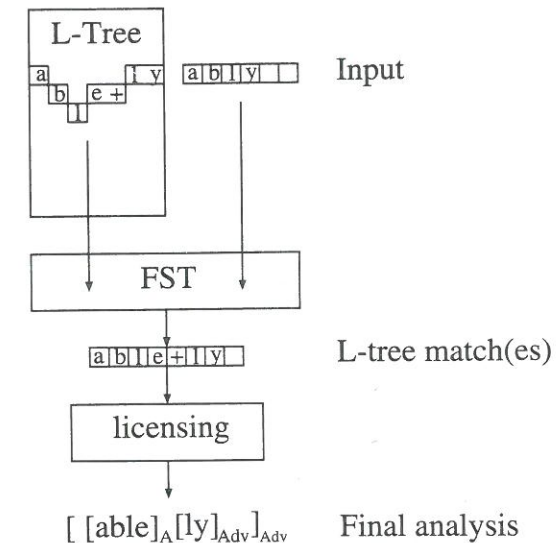 L-Tree
a b l e + l y
a b l y
Input
FST
a b l e + l y
L-tree match(es)
licensing
[ [able]A[ly]Adv]Adv
Final analysis